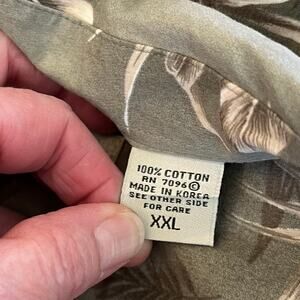 100% COTTON
RN 7096©
MADE IN KOREA
SEE OTHER SIDE
FOR CARE
XXL